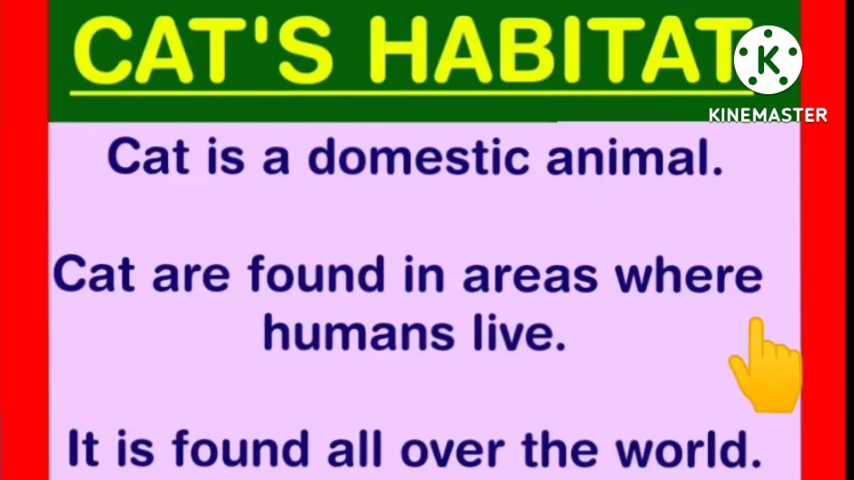 CAT'S HABITAT
K
KINEMASTER
Cat is a domestic animal.
Cat are found in areas where
humans live.
It is found all over the world.